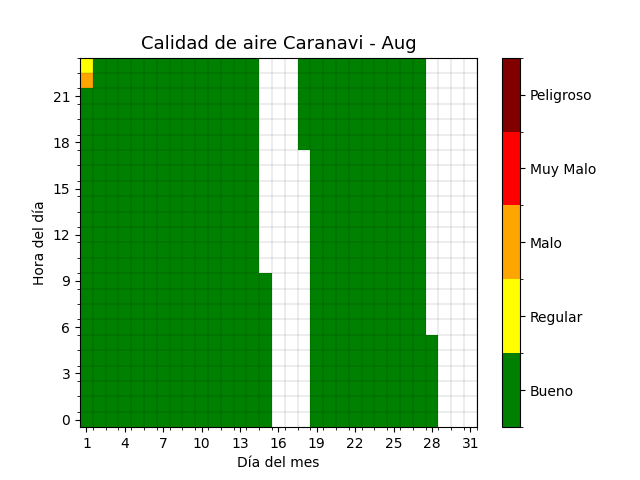 Calidad de aire Caranavi - Aug
Hora del día
21
18
15
12
9
6
3
0
1 4 7 10 13 16 19 22 25 28 31
Día del mes
Peligroso
Muy Malo
Malo
Regular
Bueno